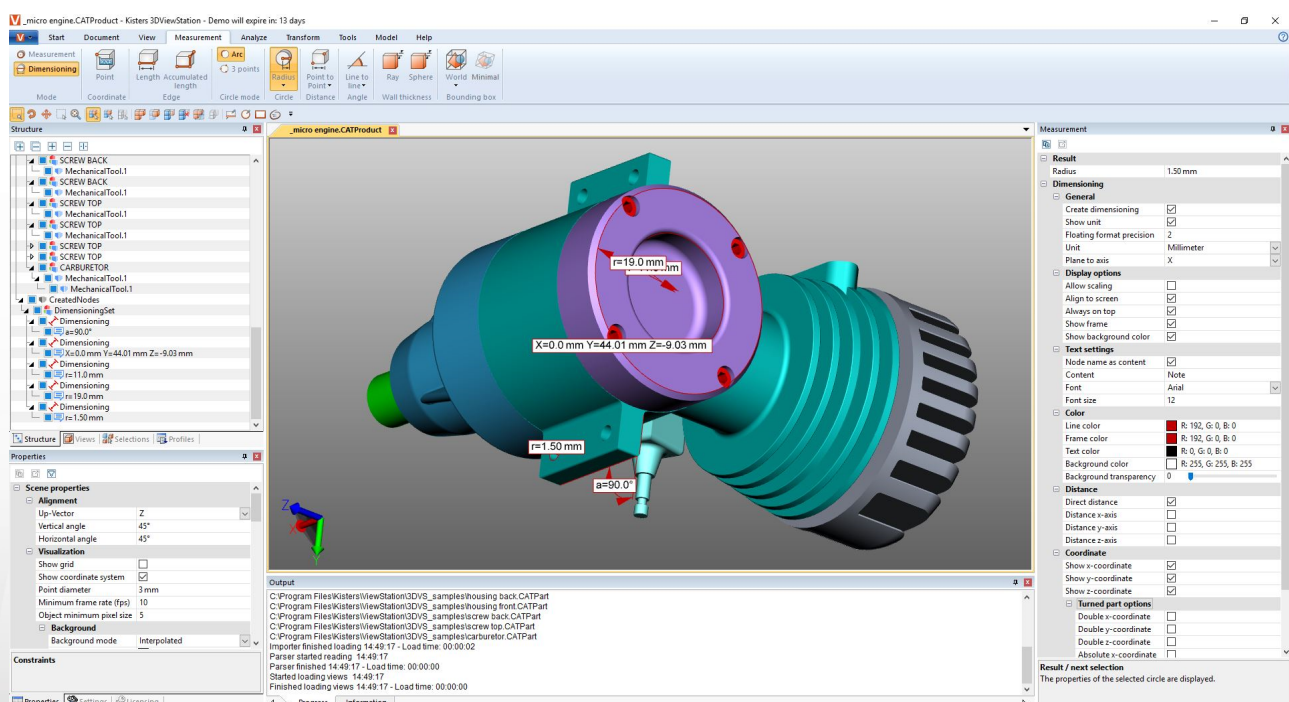 _micro engine.CATProduct - Kisters 3DViewStation - Demo will expire in: 13 days
Start Document View Measurement Analyze Transform Tools Model Help
Measurement
Dimensioning
Mode
Point
Coordinate
Length Accumulated length
Edge
Arc
3 points
Circle mode
Radius
Circle
Point to Point
Distance
Line to line
Angle
Ray Sphere
Wall thickness
World Minimal
Bounding box
Structure
SCREW BACK
MechanicalTool.1
SCREW BACK
MechanicalTool.1
SCREW TOP
MechanicalTool.1
SCREW TOP
MechanicalTool.1
SCREW TOP
SCREW TOP
CARBURETOR
MechanicalTool.1
MechanicalTool.1
CreatedNodes
DimensioningSet
Dimensioning
a=90.0°
Dimensioning
X=0.0 mm Y=44.01 mm Z=-9.03 mm
Dimensioning
r=11.0 mm
Dimensioning
r=19.0 mm
Dimensioning
r=1.50 mm
Structure Views Selections Profiles
Properties
Scene properties
Alignment
Up-Vector Z
Vertical angle 45°
Horizontal angle 45°
Visualization
Show grid
Show coordinate system
Point diameter 3 mm
Minimum frame rate (fps) 10
Object minimum pixel size 5
Background
Background mode Interpolated
Constraints
Properties Settings Licensing
_micro engine.CATProduct
r=19.0 mm
X=0.0 mm Y=44.01 mm Z=-9.03 mm
r=1.50 mm
a=90.0°
Z
X
Y
Output
C:\Program Files\Kisters\ViewStation\3DVS_samples\housing back.CATPart
C:\Program Files\Kisters\ViewStation\3DVS_samples\housing front.CATPart
C:\Program Files\Kisters\ViewStation\3DVS_samples\screw back.CATPart
C:\Program Files\Kisters\ViewStation\3DVS_samples\screw top.CATPart
C:\Program Files\Kisters\ViewStation\3DVS_samples\carburetor.CATPart
Importer finished loading 14:49:17 - Load time: 00:00:02
Parser started reading 14:49:17
Parser finished 14:49:17 - Load time: 00:00:00
Started loading views 14:49:17
Finished loading views 14:49:17 - Load time: 00:00:00
Progress Information
Measurement
Result
Radius 1.50 mm
Dimensioning
General
Create dimensioning
Show unit
Floating format precision 2
Unit Millimeter
Plane to axis X
Display options
Allow scaling
Align to screen
Always on top
Show frame
Show background color
Text settings
Node name as content
Content Note
Font Arial
Font size 12
Color
Line color R: 192, G: 0, B: 0
Frame color R: 192, G: 0, B: 0
Text color R: 0, G: 0, B: 0
Background color R: 255, G: 255, B: 255
Background transparency 0
Distance
Direct distance
Distance x-axis
Distance y-axis
Distance z-axis
Coordinate
Show x-coordinate
Show y-coordinate
Show z-coordinate
Turned part options
Double x-coordinate
Double y-coordinate
Double z-coordinate
Absolute x-coordinate
Result / next selection
The properties of the selected circle are displayed.